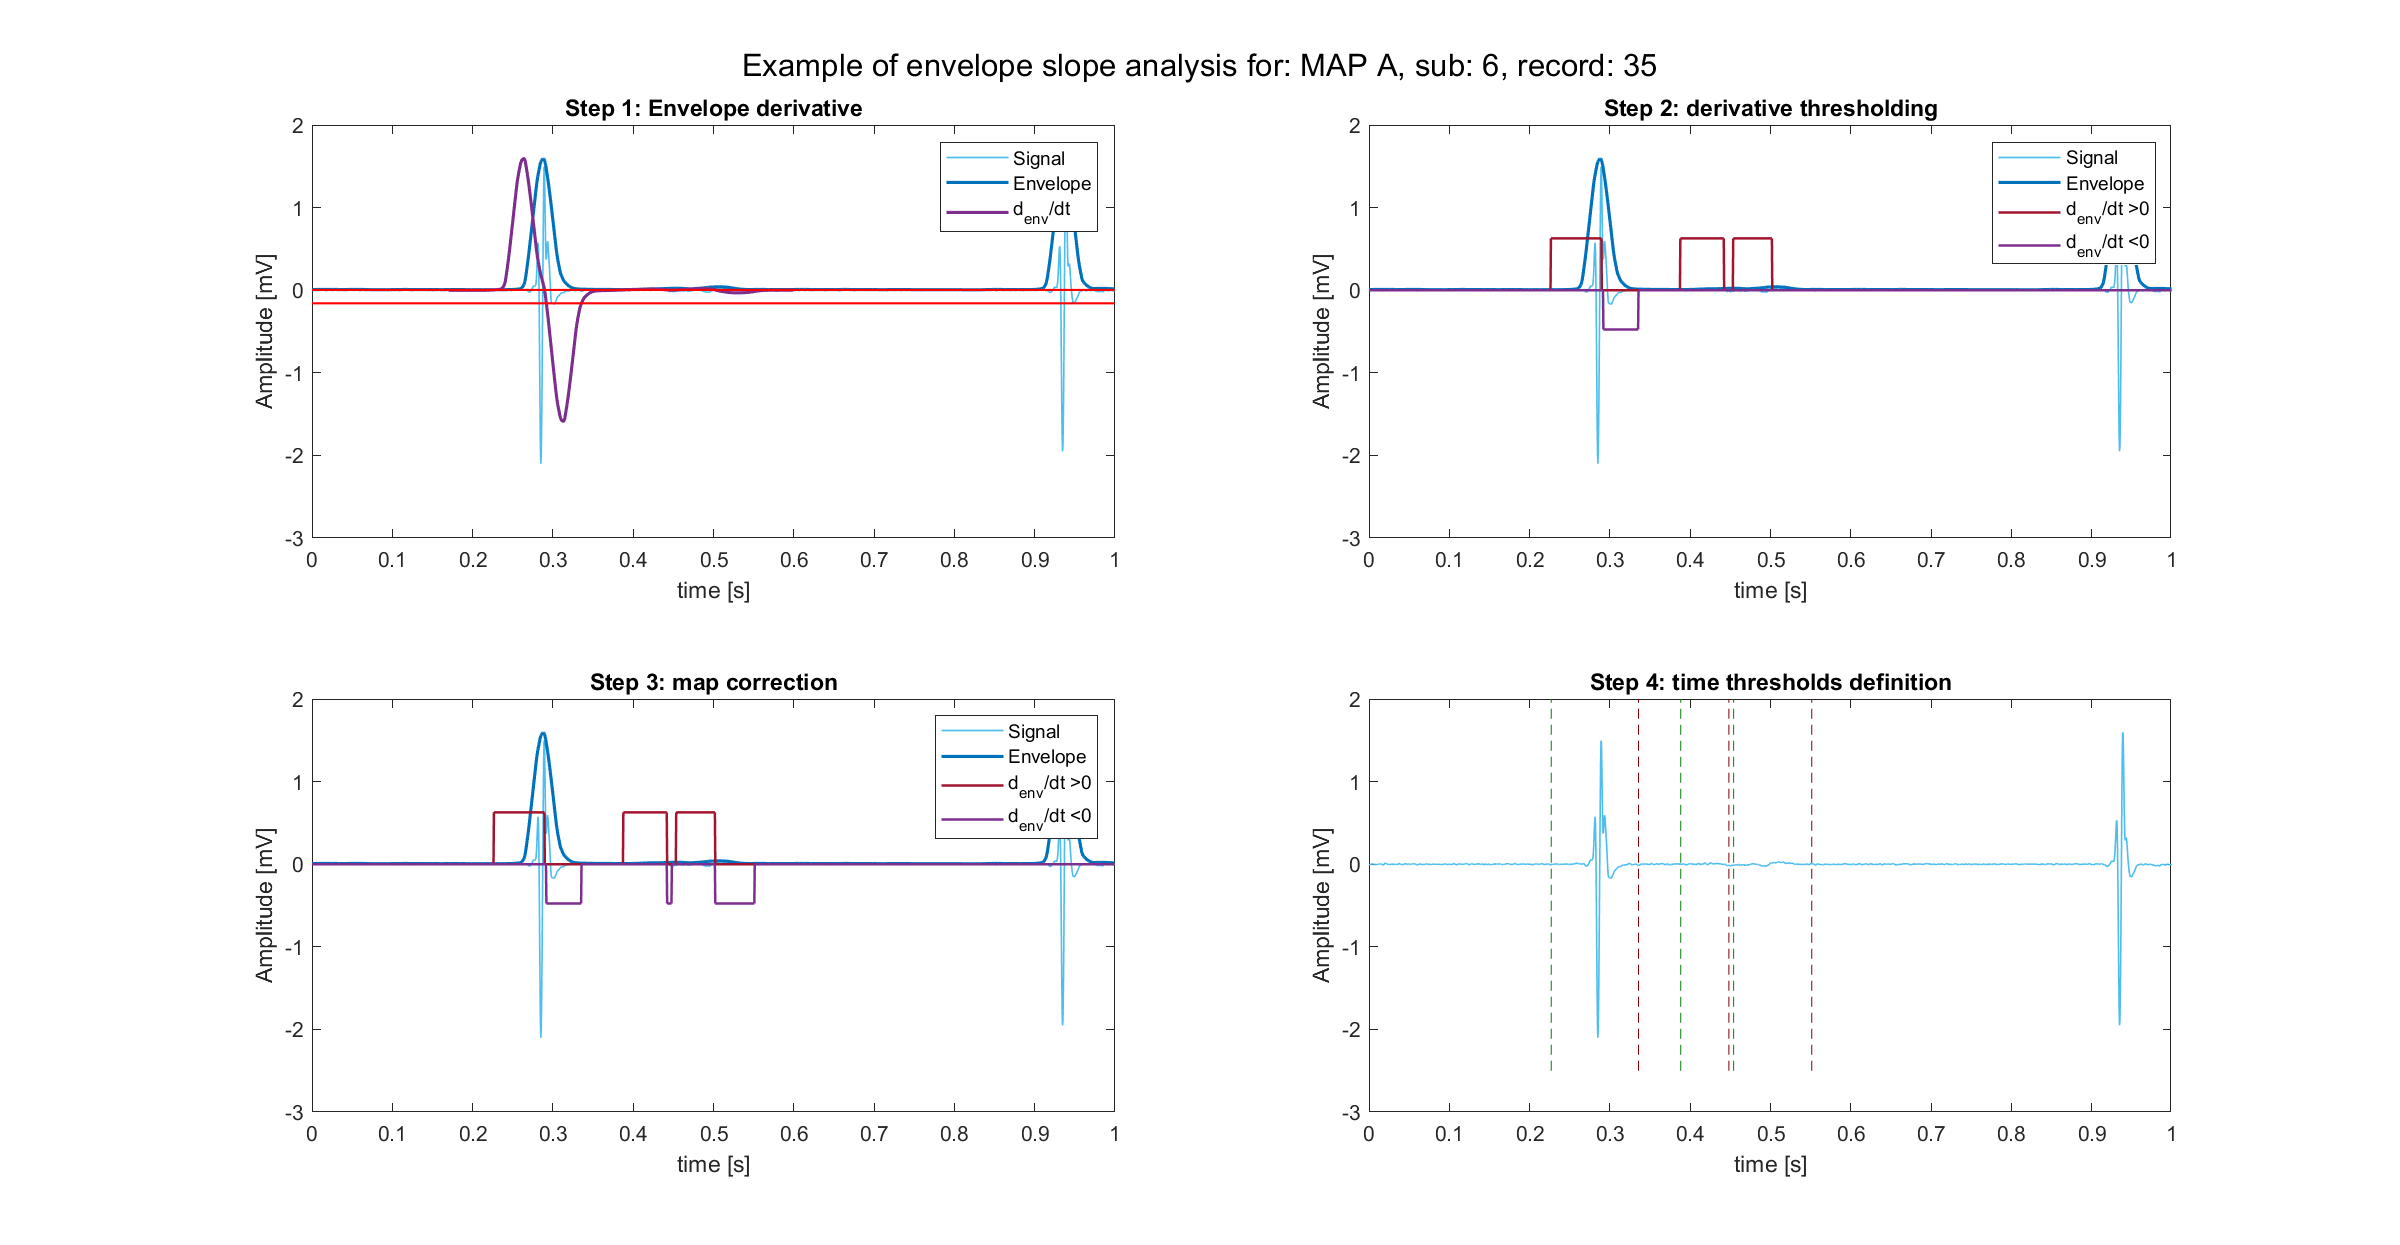 Example of envelope slope analysis for: MAP A, sub: 6, record: 35
Step 1: Envelope derivative
2
1
0
-1
-2
-3
Amplitude [mV]
Signal
Envelope
d_env/dt
0 0.1 0.2 0.3 0.4 0.5 0.6 0.7 0.8 0.9 1
time [s]
Step 2: derivative thresholding
2
1
0
-1
-2
-3
Amplitude [mV]
Signal
Envelope
d_env/dt >0
d_env/dt <0
0 0.1 0.2 0.3 0.4 0.5 0.6 0.7 0.8 0.9 1
time [s]
Step 3: map correction
2
1
0
-1
-2
-3
Amplitude [mV]
Signal
Envelope
d_env/dt >0
d_env/dt <0
0 0.1 0.2 0.3 0.4 0.5 0.6 0.7 0.8 0.9 1
time [s]
Step 4: time thresholds definition
2
1
0
-1
-2
-3
Amplitude [mV]
0 0.1 0.2 0.3 0.4 0.5 0.6 0.7 0.8 0.9 1
time [s]